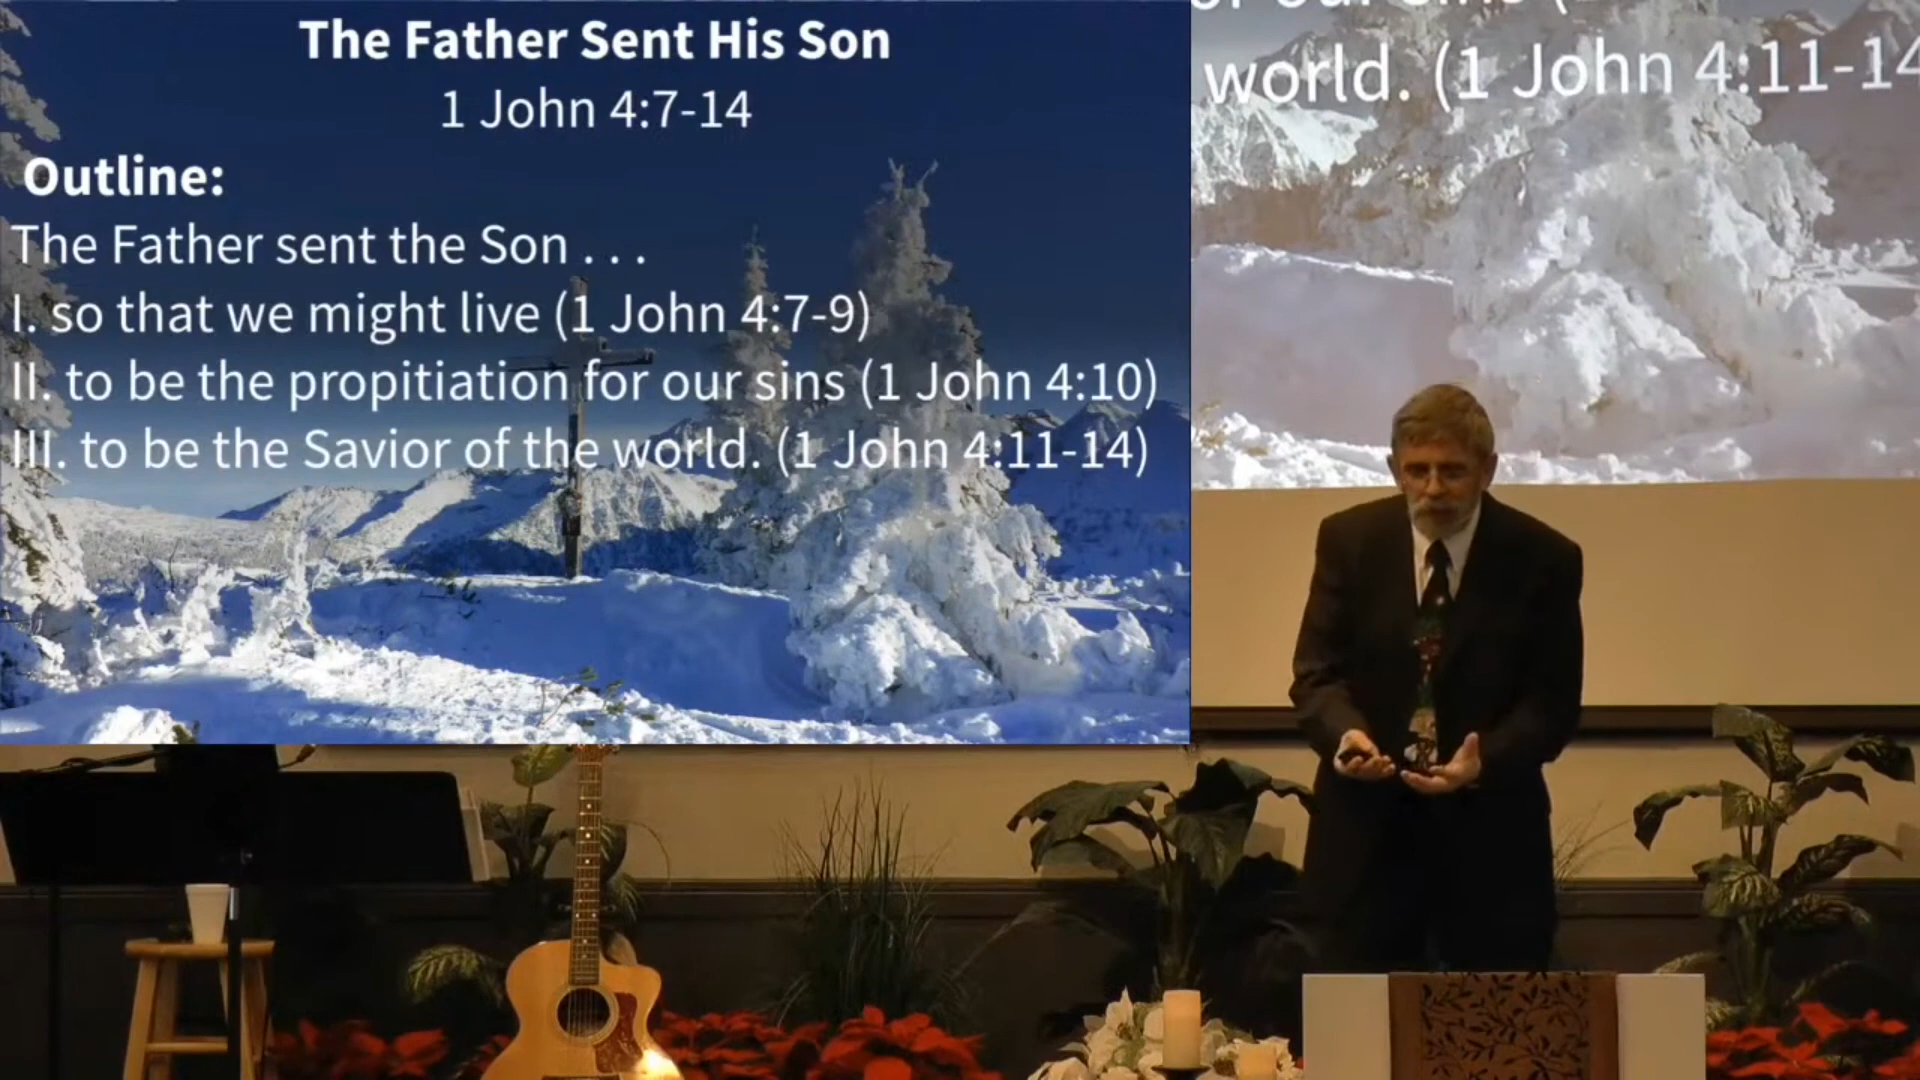 The Father Sent His Son
1 John 4:7-14
Outline:
The Father sent the Son . . .
I. so that we might live (1 John 4:7-9)
II. to be the propitiation for our sins (1 John 4:10)
III. to be the Savior of the world. (1 John 4:11-14)
or our sins (
world. (1 John 4:11-14